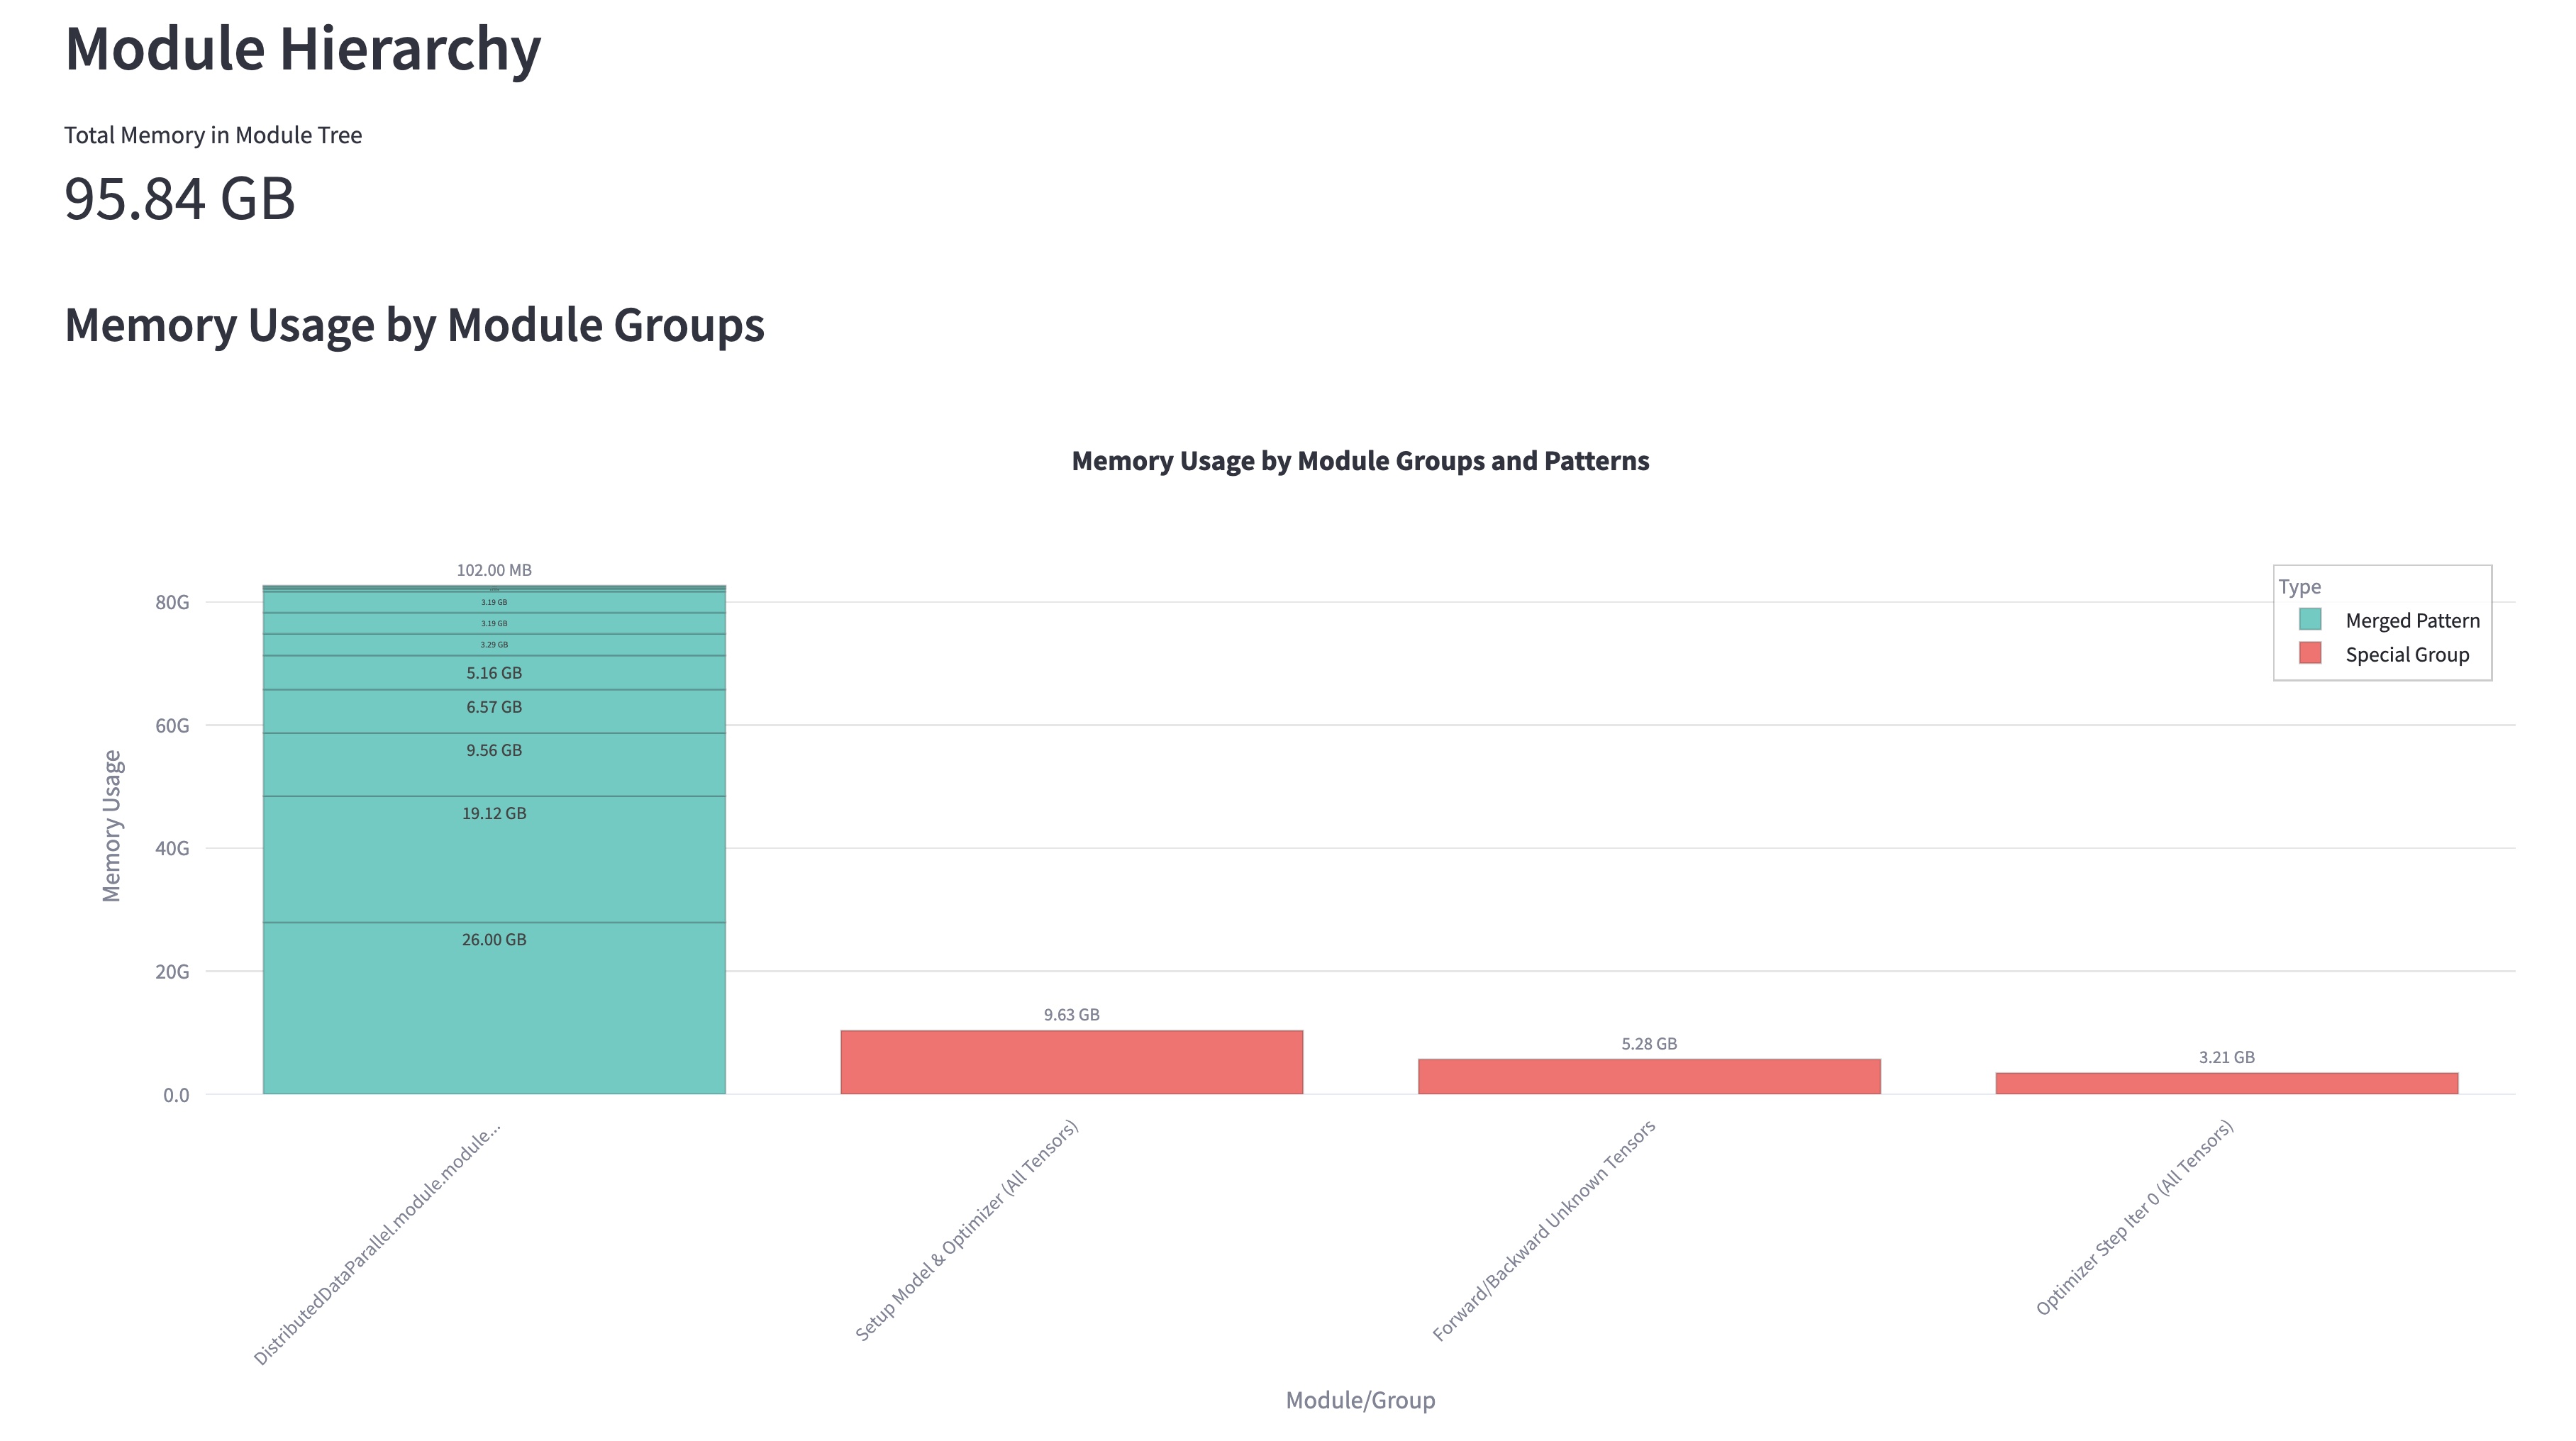 Module Hierarchy
Total Memory in Module Tree
95.84 GB
Memory Usage by Module Groups
Memory Usage by Module Groups and Patterns
102.00 MB
3.19 GB
3.19 GB
3.29 GB
5.16 GB
6.57 GB
9.56 GB
19.12 GB
26.00 GB
9.63 GB
5.28 GB
3.21 GB
Type
Merged Pattern
Special Group
80G
60G
40G
20G
0.0
Memory Usage
DistributedDataParallel.module.module...
Setup Model & Optimizer (All Tensors)
Forward/Backward Unknown Tensors
Optimizer Step Iter 0 (All Tensors)
Module/Group